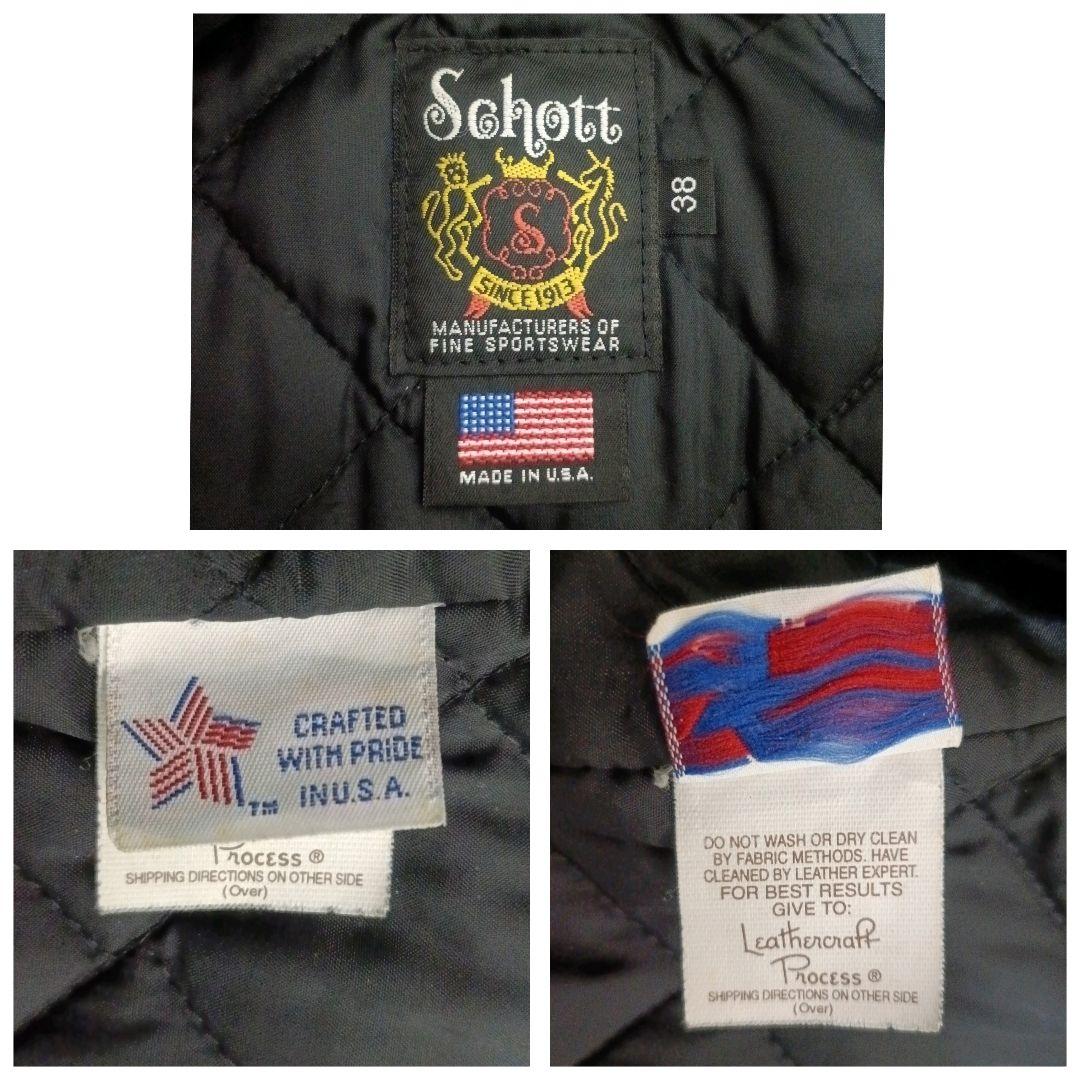 Schott
38
S
SINCE 1913
MANUFACTURERS OF
FINE SPORTSWEAR
MADE IN U.S.A.
CRAFTED
WITH PRIDE
IN U.S.A.
TM
Process ®
SHIPPING DIRECTIONS ON OTHER SIDE
(Over)
DO NOT WASH OR DRY CLEAN
BY FABRIC METHODS. HAVE
CLEANED BY LEATHER EXPERT.
FOR BEST RESULTS
GIVE TO:
Leathercraft
Process ®
SHIPPING DIRECTIONS ON OTHER SIDE
(Over)